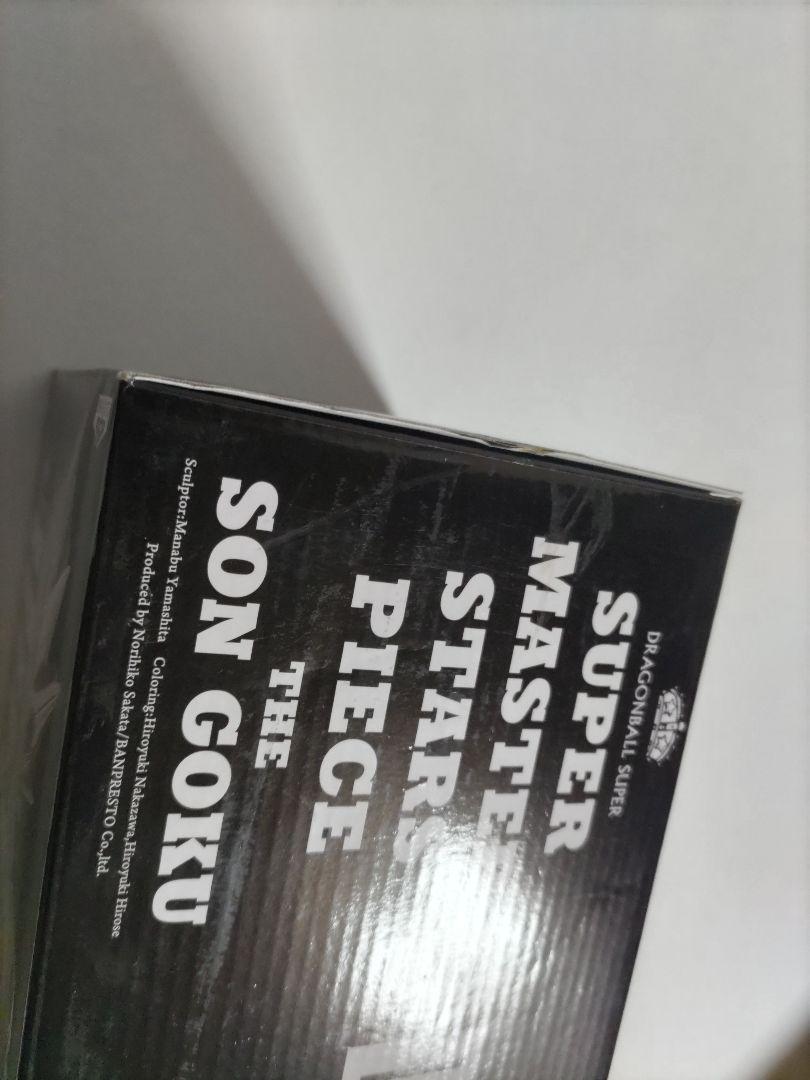 DRAGONBALL SUPER
SUPER
MASTER
STARS
PIECE
THE
SON GOKU
Sculptor:Manabu Yamashita Coloring:Hiroyuki Nakazawa,Hiroyuki Hirose
Produced by Norihiko Sakata/BANPRESTO Co.,ltd.